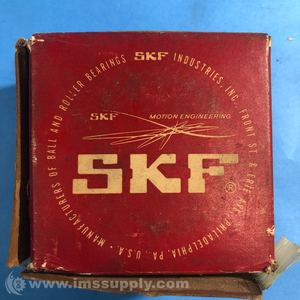 MANUFACTURERS OF BALL AND ROLLER BEARINGS SKF INDUSTRIES, INC., FRONT ST. & ERIE AVE., PHILADELPHIA, PA., U.S.A.
SKF MOTION ENGINEERING
SKF®
© www.imssupply.com